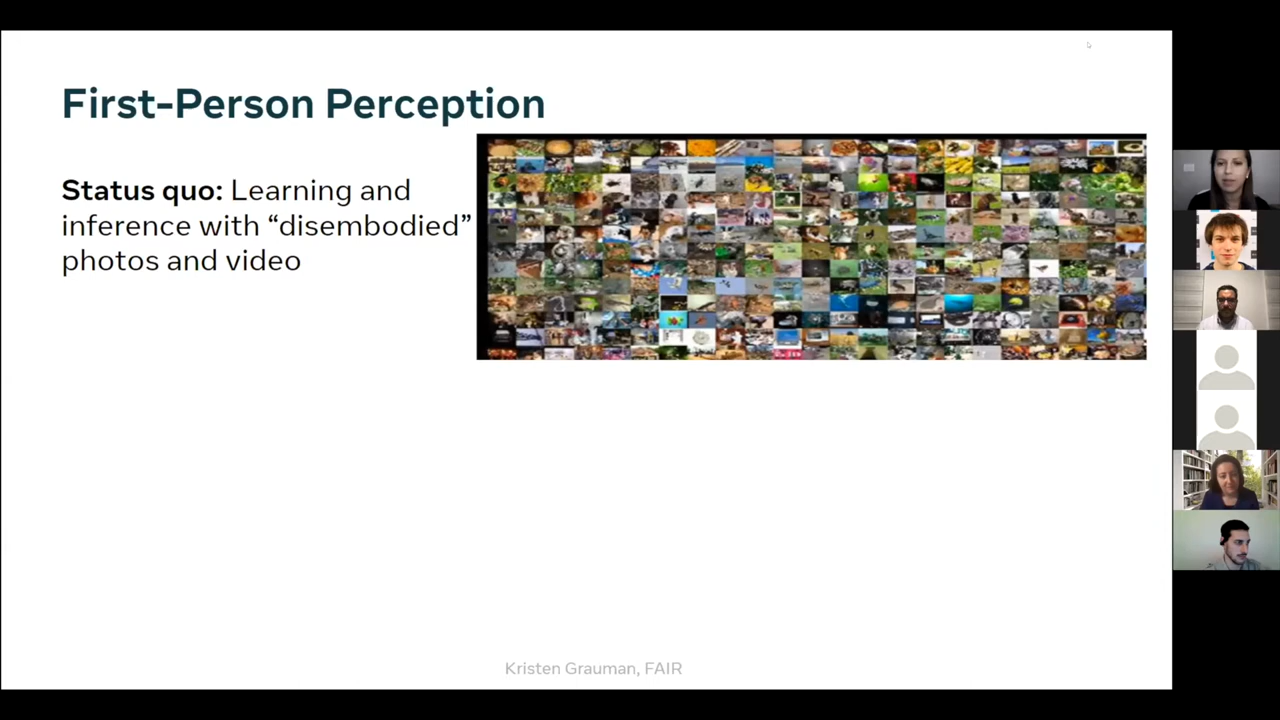 First-Person Perception
Status quo: Learning and
inference with “disembodied”
photos and video
Kristen Grauman, FAIR